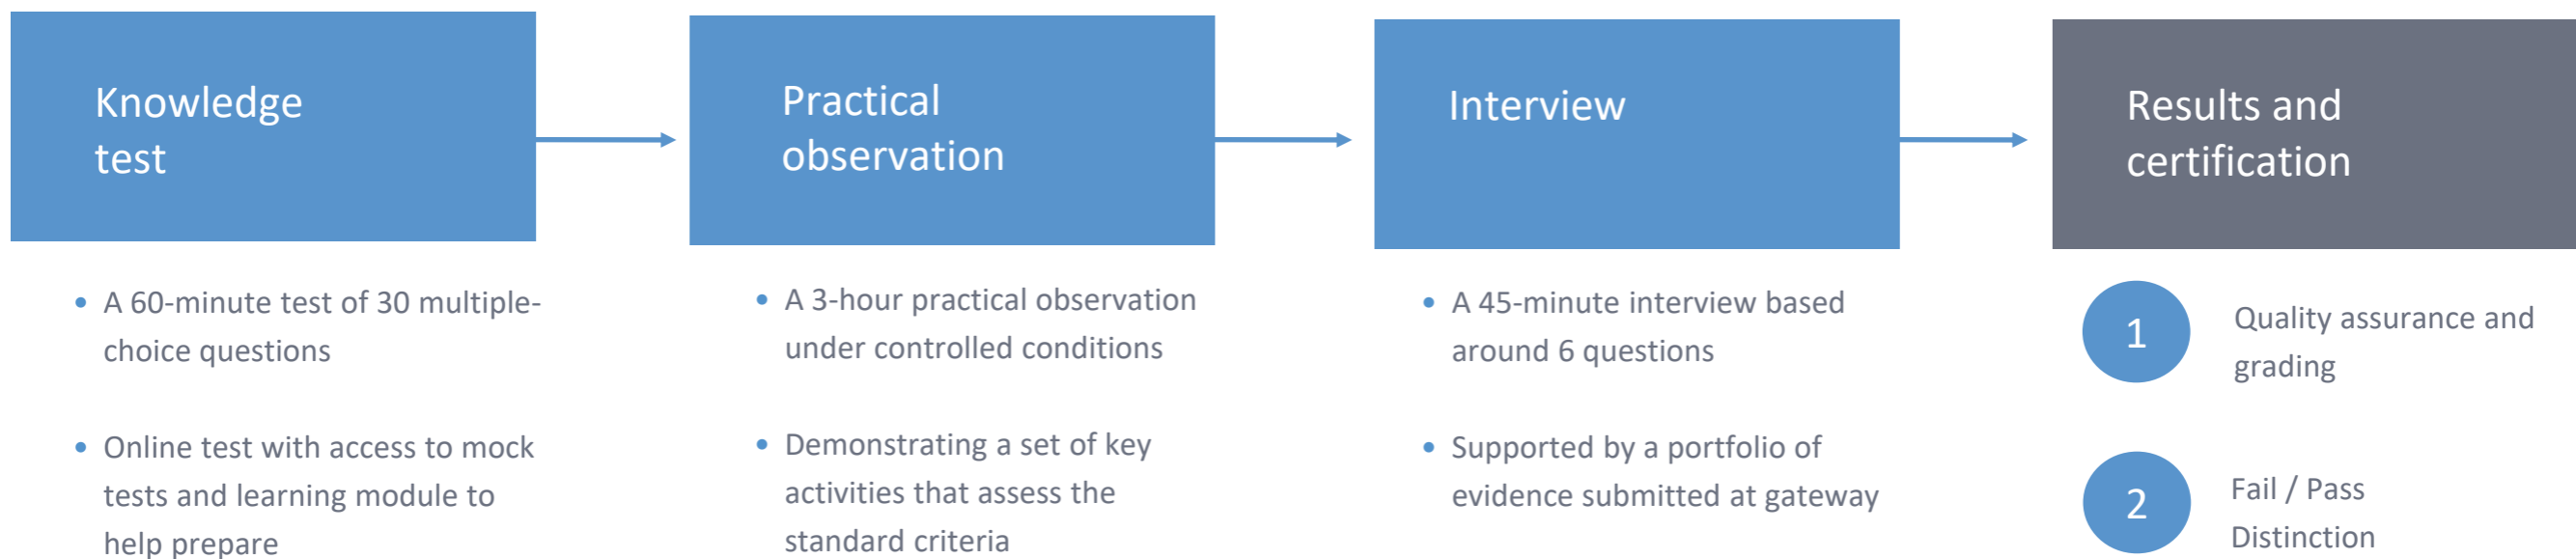 Knowledge
test
• A 60-minute test of 30 multiple-
choice questions
• Online test with access to mock
tests and learning module to
help prepare
Practical
observation
• A 3-hour practical observation
under controlled conditions
• Demonstrating a set of key
activities that assess the
standard criteria
Interview
• A 45-minute interview based
around 6 questions
• Supported by a portfolio of
evidence submitted at gateway
Results and
certification
1
Quality assurance and
grading
2
Fail / Pass
Distinction